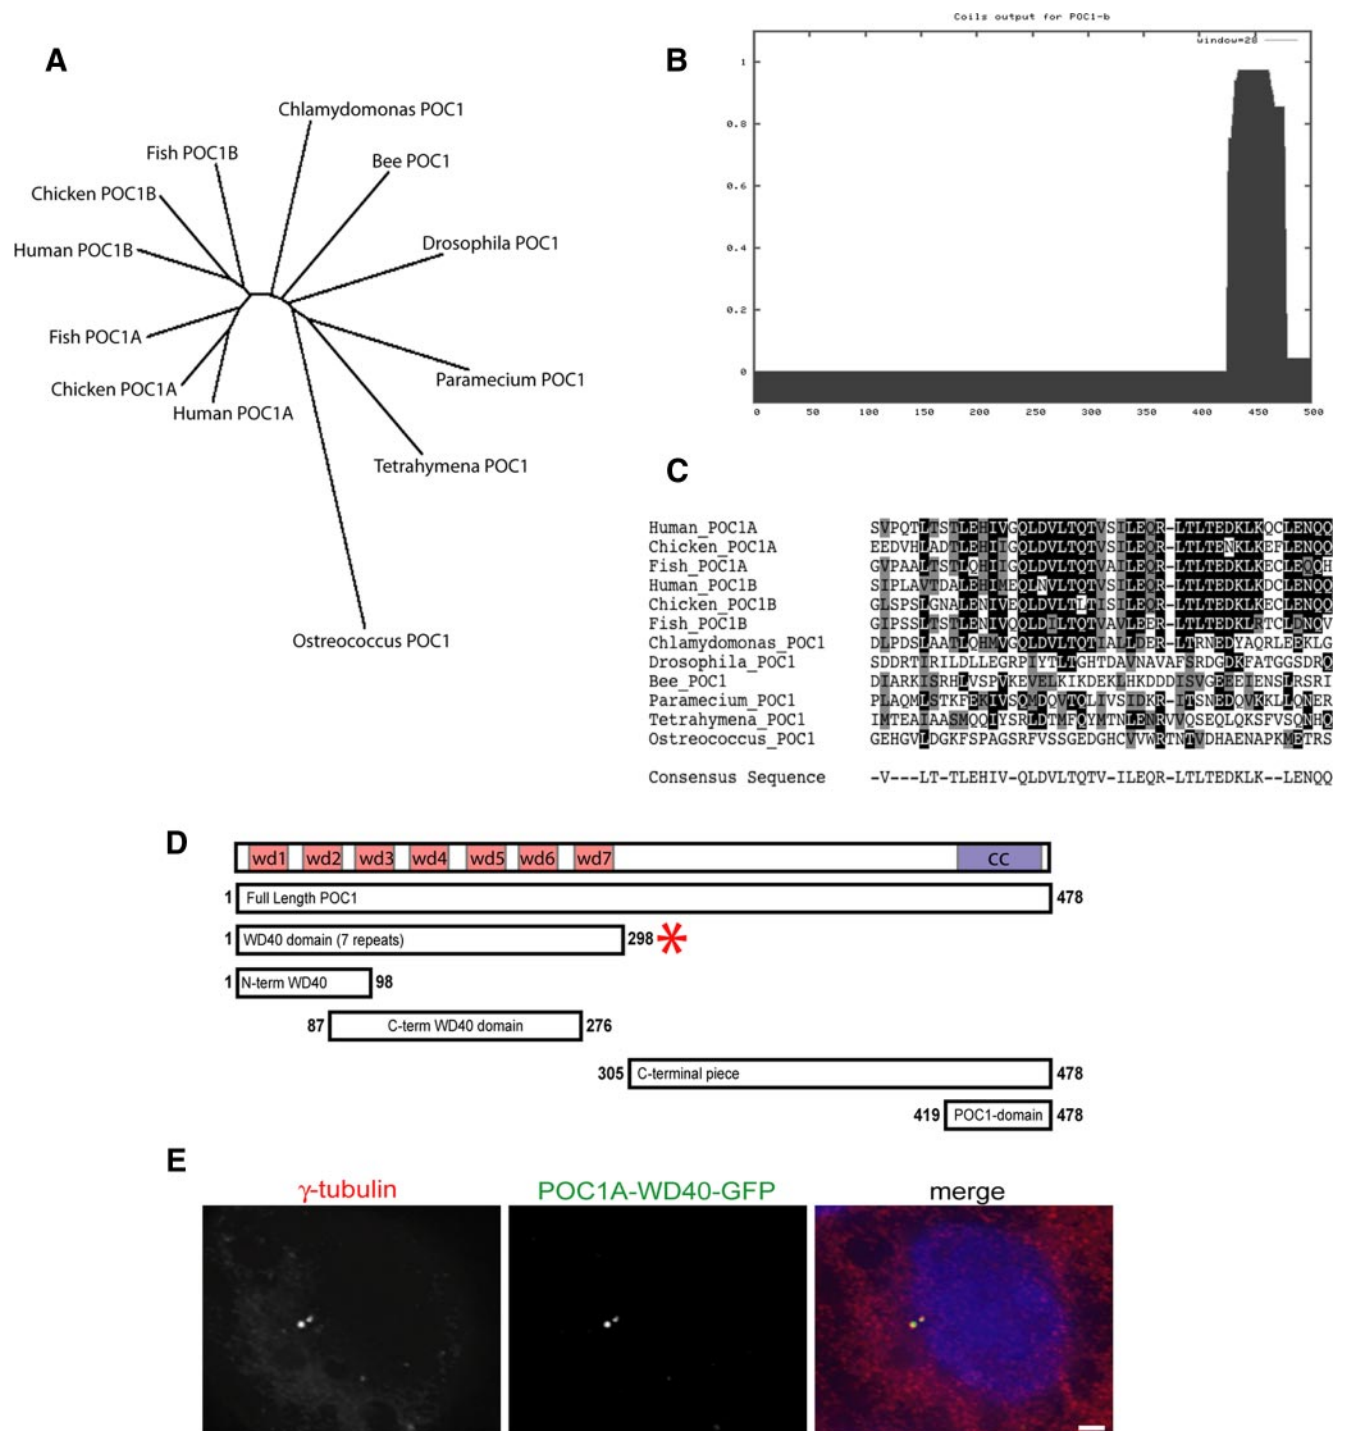 A
Chlamydomonas POC1
Fish POC1B
Bee POC1
Chicken POC1B
Human POC1B
Drosophila POC1
Fish POC1A
Chicken POC1A
Human POC1A
Paramecium POC1
Tetrahymena POC1
Ostreococcus POC1
B
Coils output for POC1-b
window=28
1
0.8
0.6
0.4
0.2
0
0 50 100 150 200 250 300 350 400 450 500
C
Human_POC1A SVPQTLTSTLEHIVGQLDVLTQTVSILEQR-LTLTEDKLKQCLENQQ
Chicken_POC1A EEDVHLADTLEHIIGQLDVLTQTVSILEQR-LTLTENKLKEFLENQQ
Fish_POC1A GVPAALTSTLQHIIGQLDVLTQTVAILEQR-LTLTEDKLKECLEQQH
Human_POC1B SIPLAVTDALEHIMEQLNVLTQTVSILEQR-LTLTEDKLKDCLENQQ
Chicken_POC1B GLSPSLGNALENIVEQLDVLTLTISILEQR-LTLTEDKLKDCLENQQ
Fish_POC1B GIPSSLTSTLENIVQQLDILTQTVAVLEER-LTLTEDKLRTCLDNQV
Chlamydomonas_POC1 DLPDSLAATLQHMVGQLDVLTQTIALLDER-LTRNEDYAQRLEEKLG
Drosophila_POC1 SDDRTIRILDLLEGRPIYTLTGHTDAVNAVAFSRDGDKFATGGSDRQ
Bee_POC1 DIARKISRHLVSPVKEVELKIKDEKLHKDDDISVGEEEIENSLRSRI
Paramecium_POC1 PLAQMLSTKFEKIVSQMDQVTQLIVSIDKR-ITSNEDQVKKLLQNER
Tetrahymena_POC1 IMTEAIAASMQQIYSRLDTMFQYMTNLENRVVQSEQLQKSFVSQNHQ
Ostreococcus_POC1 GEHGVLDGKFSPAGSRFVSSGEDGHCVVWRTNTVDHAENAPKMETRS
Consensus Sequence -V---LT-TLEHIV-QLDVLTQTV-ILEQR-LTLTEDKLK--LENQQ
D
wd1 wd2 wd3 wd4 wd5 wd6 wd7 CC
1 Full Length POC1 478
1 WD40 domain (7 repeats) 298 *
1 N-term WD40 98
87 C-term WD40 domain 276
305 C-terminal piece 478
419 POC1-domain 478
E
γ-tubulin POC1A-WD40-GFP merge